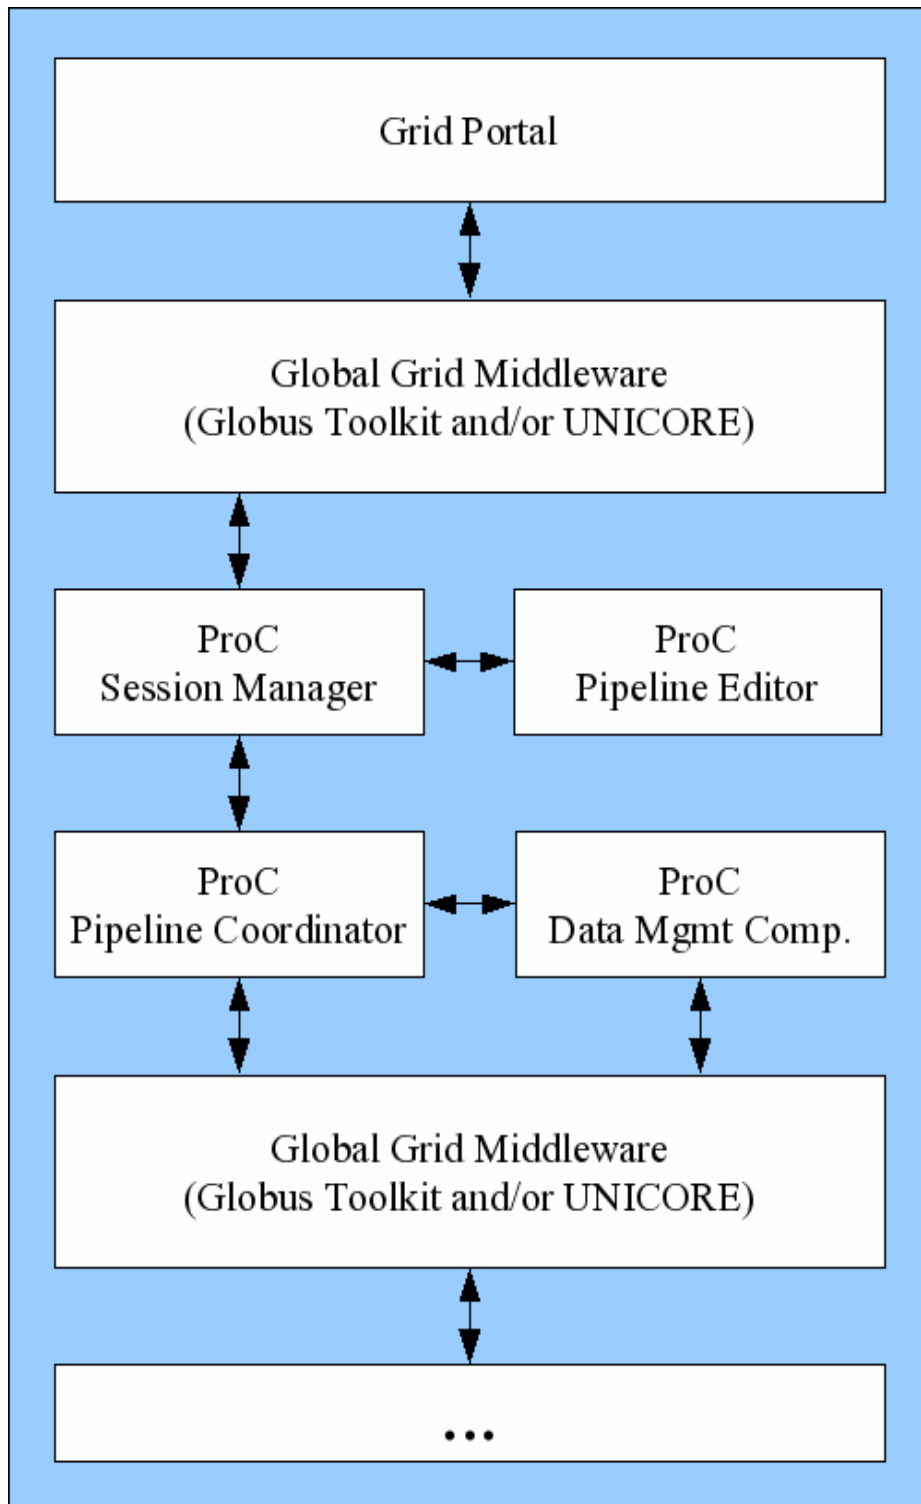 Grid Portal
Global Grid Middleware
(Globus Toolkit and/or UNICORE)
ProC
Session Manager
ProC
Pipeline Editor
ProC
Pipeline Coordinator
ProC
Data Mgmt Comp.
Global Grid Middleware
(Globus Toolkit and/or UNICORE)
...